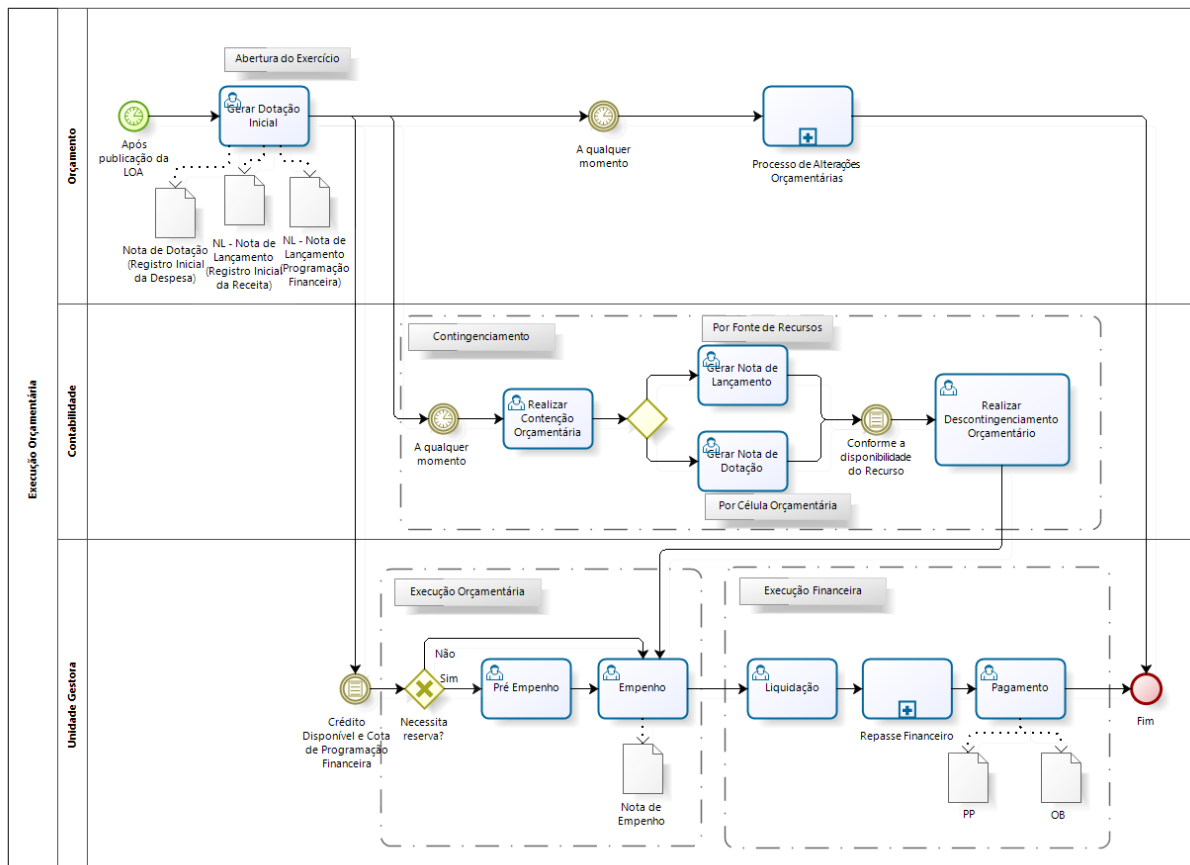 Execução Orçamentária
Orçamento
Abertura do Exercício
Gerar Dotação
Inicial
Após
publicação da
LOA
Nota de Dotação
(Registro Inicial
da Despesa)
NL - Nota de
Lançamento
(Registro Inicial
da Receita)
NL - Nota de
Lançamento
(Programação
Financeira)
A qualquer
momento
Processo de Alterações
Orçamentárias
Contabilidade
Contingenciamento
A qualquer
momento
Realizar
Contenção
Orçamentária
Por Fonte de Recursos
Gerar Nota de
Lançamento
Gerar Nota de
Dotação
Por Célula Orçamentária
Conforme a
disponibilidade
do Recurso
Realizar
Descontingenciamento
Orçamentário
Unidade Gestora
Execução Orçamentária
Crédito
Disponível e Cota
de Programação
Financeira
Não
Sim
Necessita
reserva?
Pré Empenho
Empenho
Nota de
Empenho
Execução Financeira
Liquidação
Repasse Financeiro
Pagamento
PP
OB
Fim